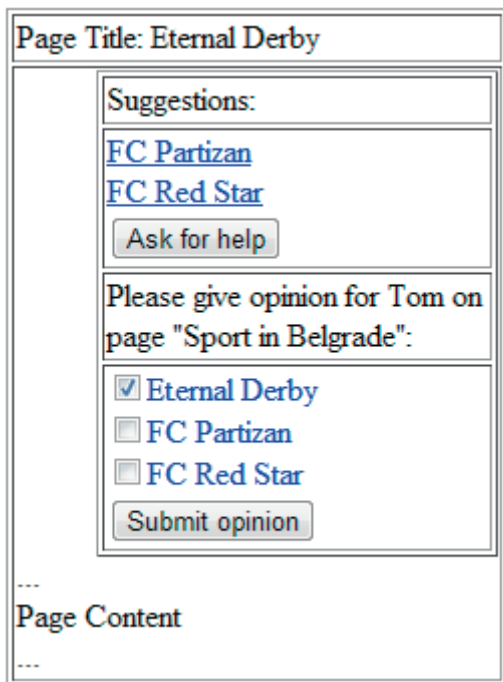 Page Title: Eternal Derby
Suggestions:
FC Partizan
FC Red Star
Ask for help
Please give opinion for Tom on
page "Sport in Belgrade":
Eternal Derby
FC Partizan
FC Red Star
Submit opinion
---
Page Content
---